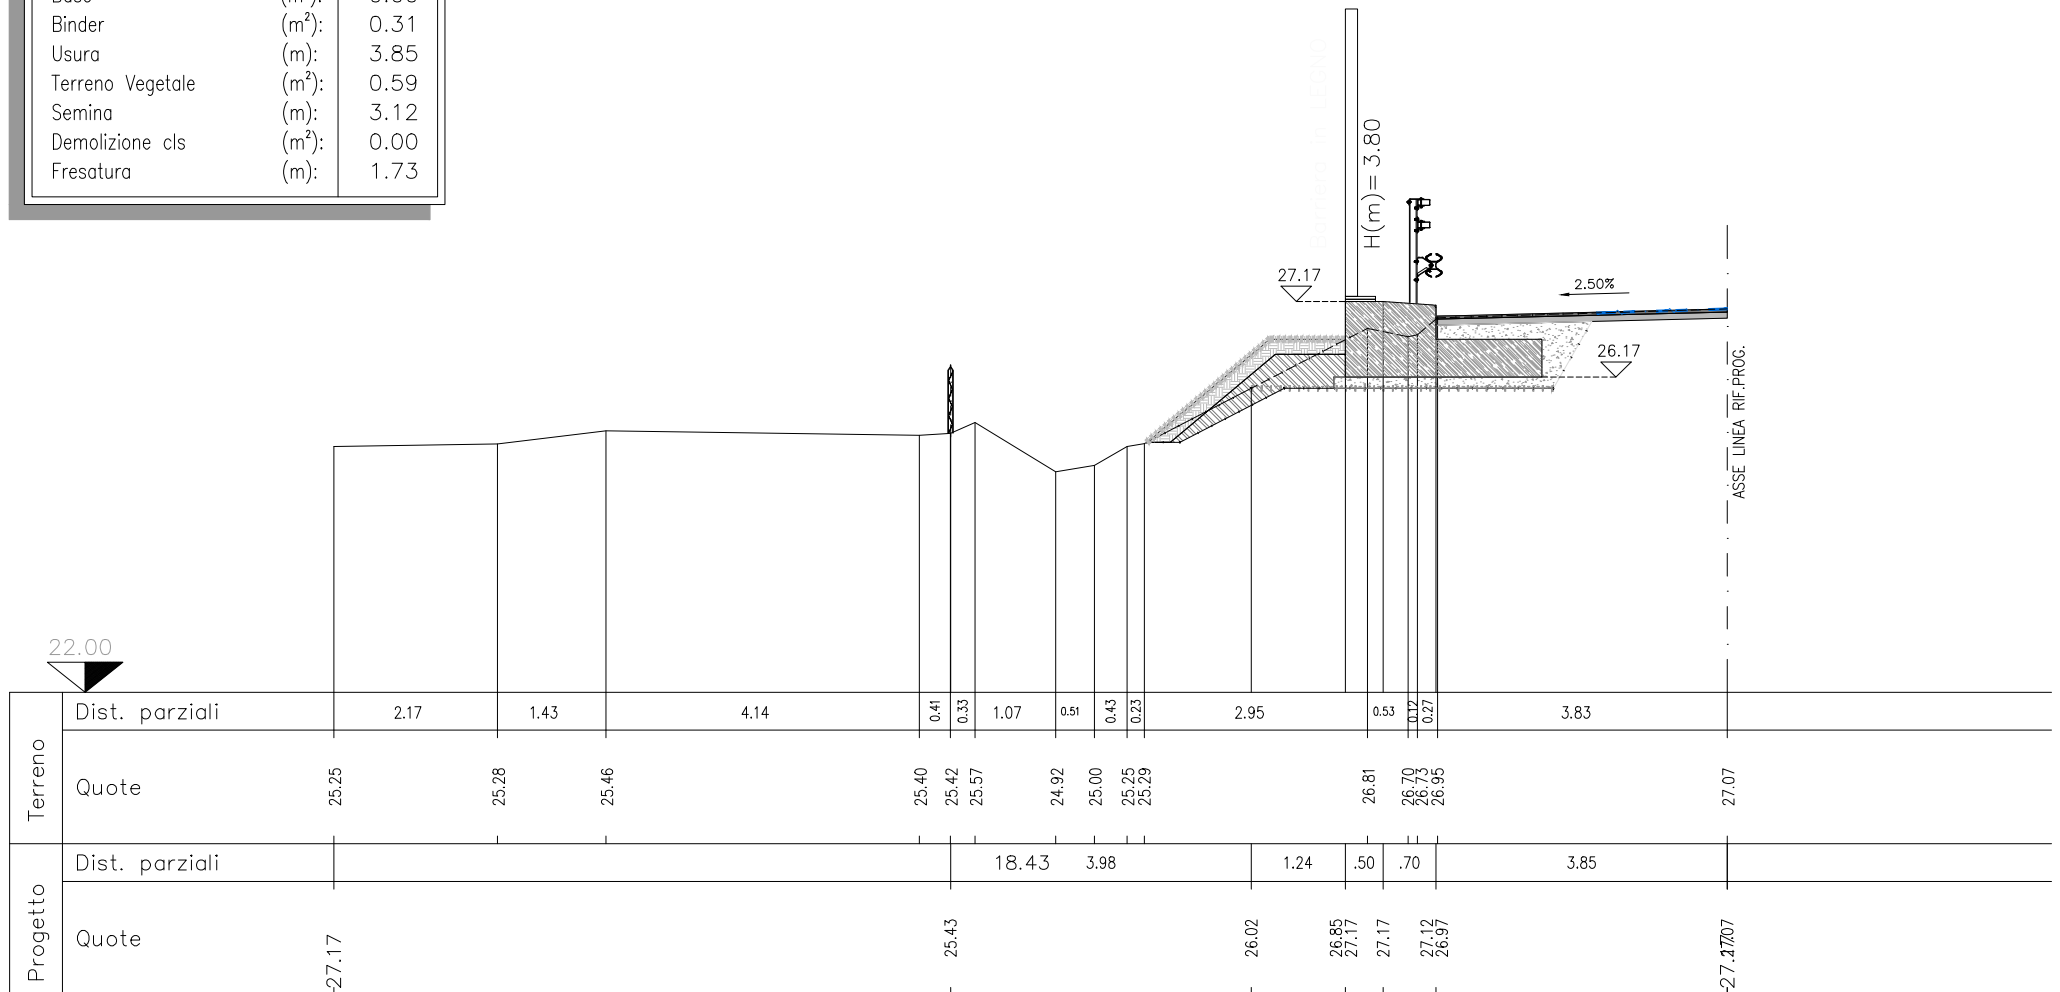 Binder (m²): 0.31
Usura (m): 3.85
Terreno Vegetale (m²): 0.59
Semina (m): 3.12
Demolizione cls (m²): 0.00
Fresatura (m): 1.73
Barriera in LEGNO
H(m)= 3.80
27.17
2.50%
26.17
ASSE LINEA RIF.PROG.
22.00
Terreno
Dist. parziali 2.17 1.43 4.14 0.41 0.33 1.07 0.51 0.43 0.23 2.95 0.53 0.12 0.27 3.83
Quote 25.25 25.28 25.46 25.40 25.42 25.57 24.92 25.00 25.25 25.29 26.81 26.70 26.73 26.95 27.07
Progetto
Dist. parziali 18.43 3.98 1.24 .50 .70 3.85
Quote 27.17 25.43 26.02 26.85 27.17 27.17 27.12 26.97